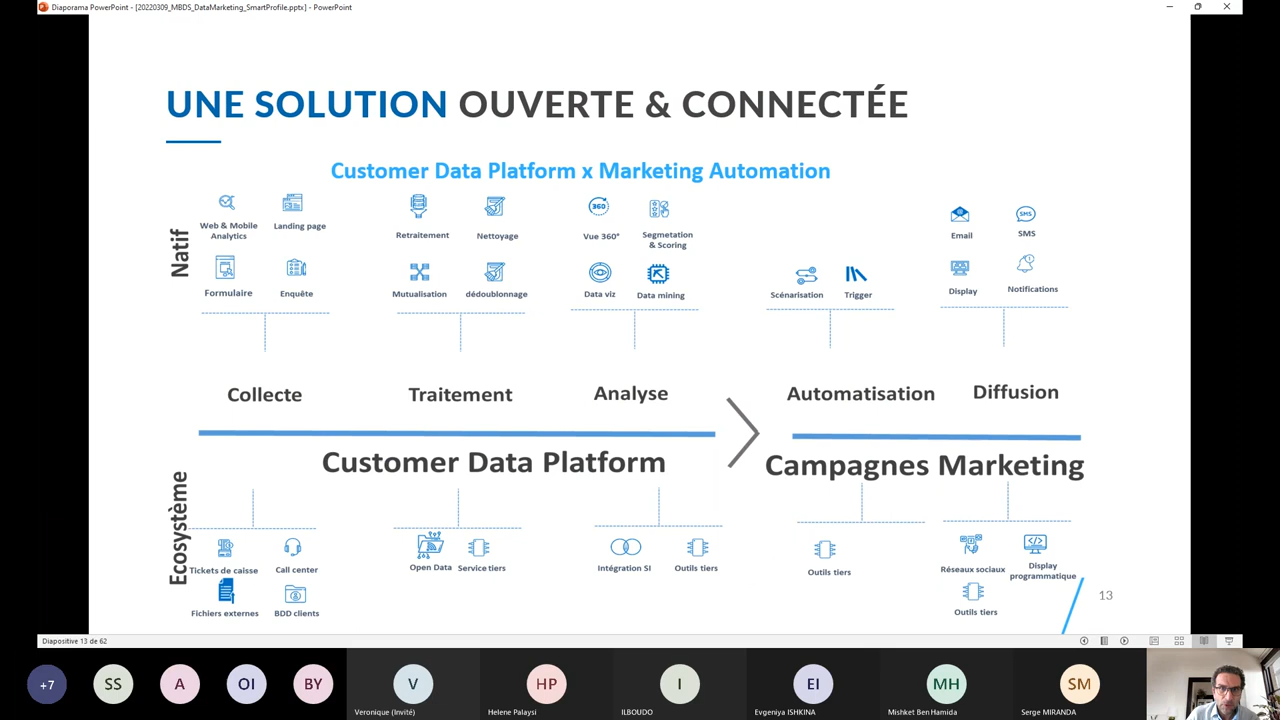 Diaporama PowerPoint - [20220309_MBDS_DataMarketing_SmartProfile.pptx] - PowerPoint
UNE SOLUTION OUVERTE & CONNECTÉE
Customer Data Platform x Marketing Automation
Natif
Web & Mobile
Analytics
Landing page
Formulaire
Enquête
Retraitement
Nettoyage
Mutualisation
dédoublonnage
360
Vue 360°
Segmetation
& Scoring
Data viz
Data mining
Scénarisation
Trigger
Email
SMS
SMS
Display
Notifications
Collecte
Traitement
Analyse
Automatisation
Diffusion
Customer Data Platform
Campagnes Marketing
Ecosystème
Tickets de caisse
Call center
Fichiers externes
BDD clients
Open Data
Service tiers
Intégration SI
Outils tiers
Outils tiers
Réseaux sociaux
Display
programmatique
Outils tiers
13
Diapositive 13 de 62
+7
SS
A
OI
BY
V
Veronique (Invité)
HP
Helene Palaysi
I
ILBOUDO
EI
Evgeniya ISHKINA
MH
Mishket Ben Hamida
SM
Serge MIRANDA